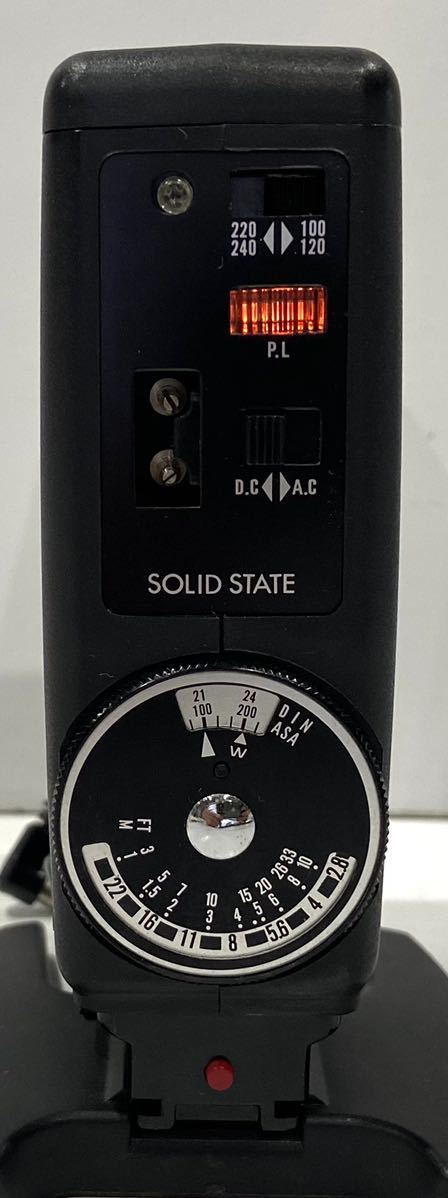 220 ◀▶ 100
240 120
P.L
D.C ◀▶ A.C
SOLID STATE
21 24 DIN
100 200 ASA
W
FT 3 5 7 10 15 20 26 33
M 1 1.5 2 3 4 5 6 8 10
22 16 11 8 5.6 4 2.8